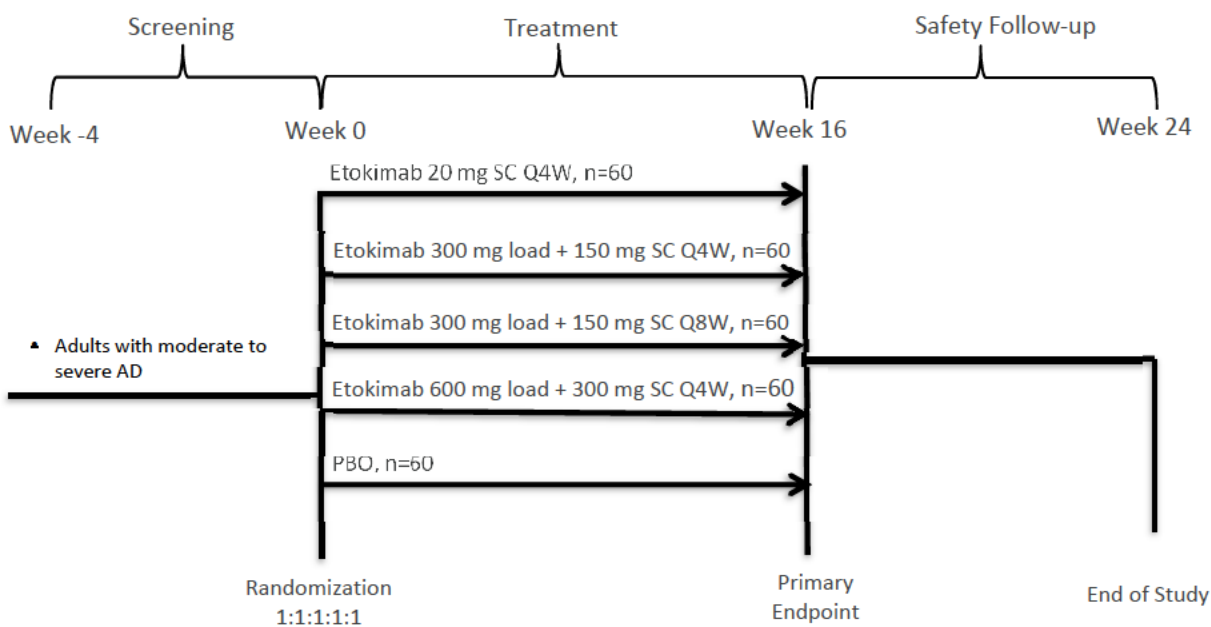 Screening
Treatment
Safety Follow-up
Week -4
Week 0
Week 16
Week 24
Etokimab 20 mg SC Q4W, n=60
Etokimab 300 mg load + 150 mg SC Q4W, n=60
Etokimab 300 mg load + 150 mg SC Q8W, n=60
Adults with moderate to
severe AD
Etokimab 600 mg load + 300 mg SC Q4W, n=60
PBO, n=60
Randomization
1:1:1:1:1
Primary
Endpoint
End of Study